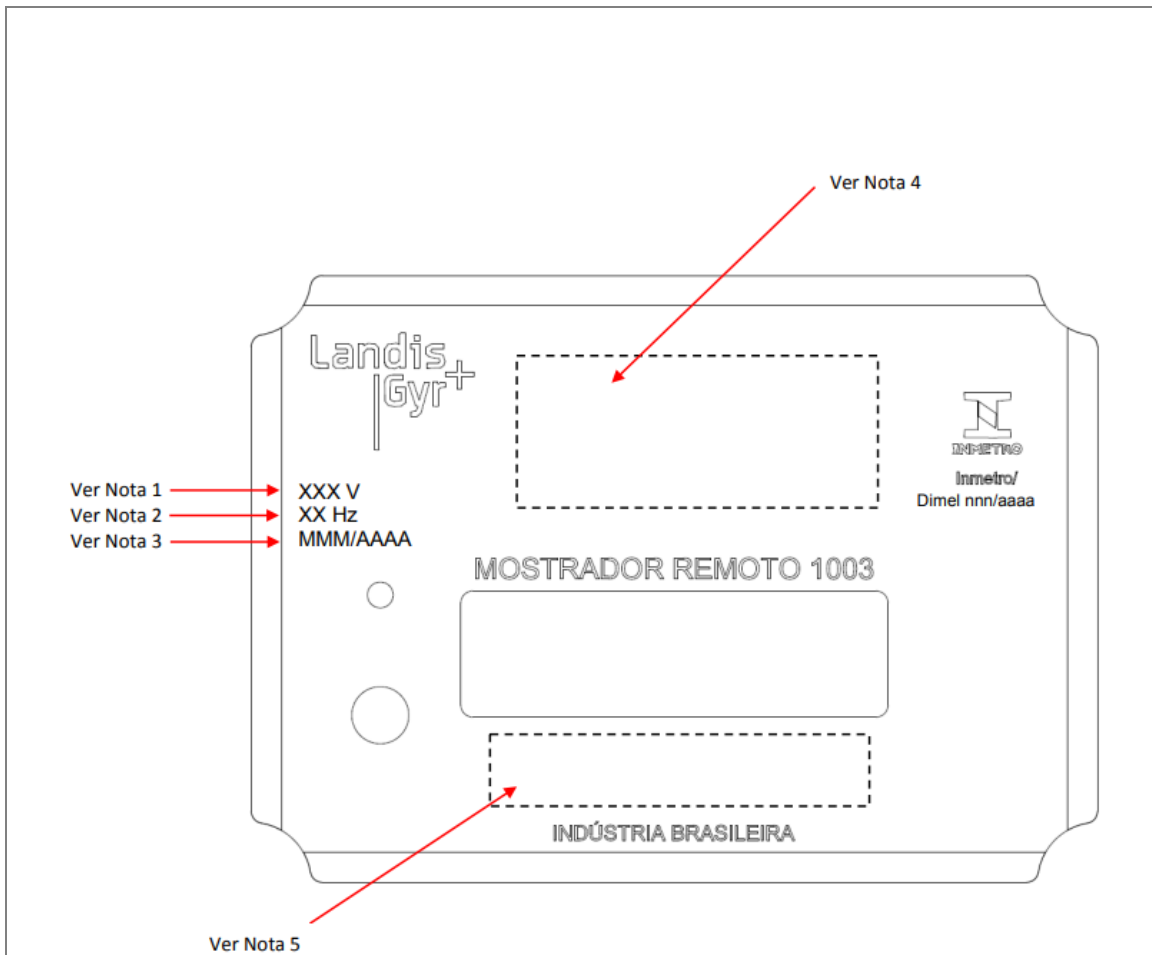 Ver Nota 4
Landis
Gyr+
INMETRO
Inmetro/
Dimel nnn/aaaa
Ver Nota 1
XXX V
Ver Nota 2
XX Hz
Ver Nota 3
MMM/AAAA
MOSTRADOR REMOTO 1003
INDÚSTRIA BRASILEIRA
Ver Nota 5